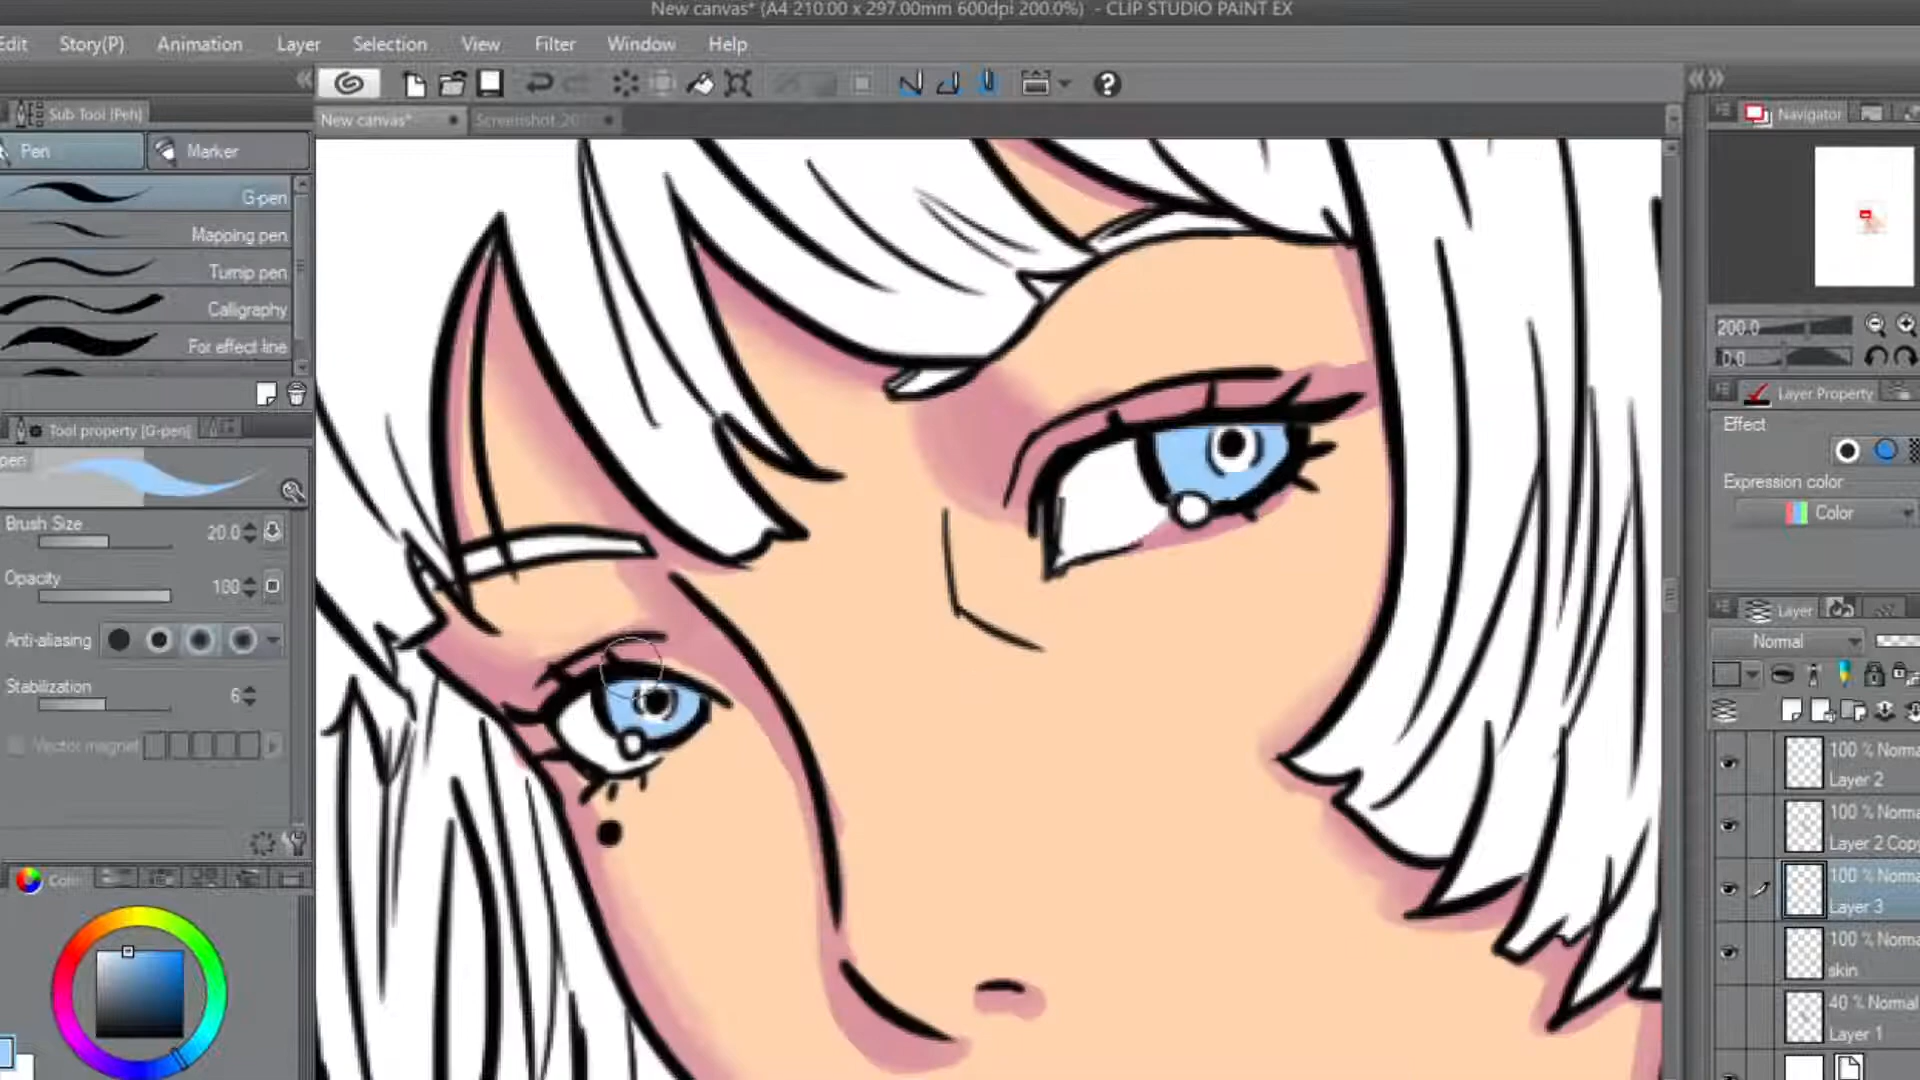 New canvas* (A4 210.00 x 297.00mm 600dpi 200.0%) - CLIP STUDIO PAINT EX
Edit Story(P) Animation Layer Selection View Filter Window Help
Sub Tool (Pen)
New canvas*
Screenshot 20
Navigator
Pen
Marker
G-pen
Mapping pen
Turnip pen
Calligraphy
For effect line
200.0
0.0
Tool property [G-pen]
Layer Property
Effect
pen
Expression color
Color
Brush Size
20.0
Opacity
100
Layer
Anti-aliasing
Normal
Stabilization
6
Vector magnet
100 % Norma
Layer 2
100 % Norma
Layer 2 Copy
100 % Norma
Layer 3
100 % Norma
skin
40 % Normal
Layer 1